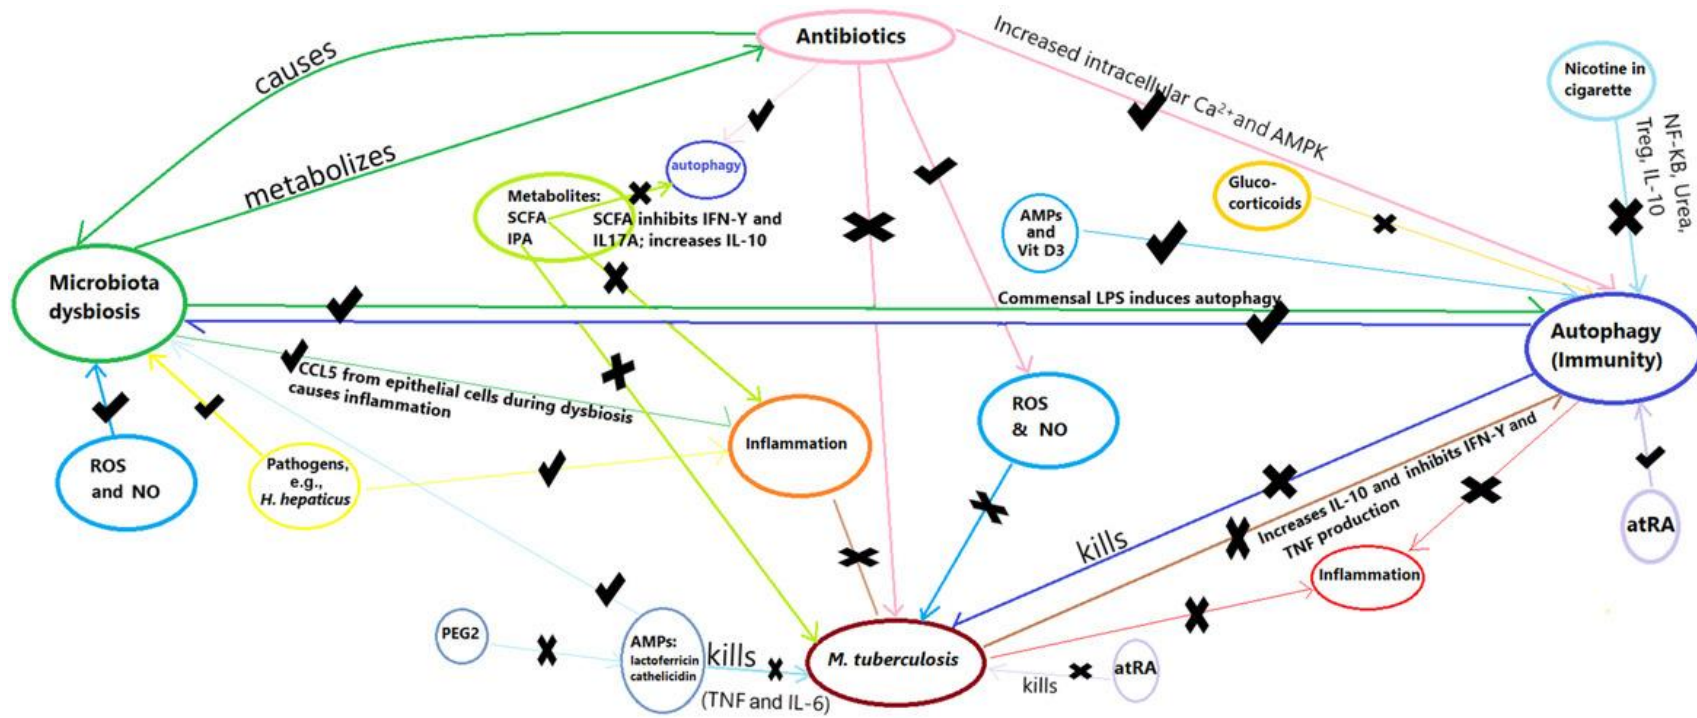 Antibiotics
causes
metabolizes
Increased intracellular Ca²⁺ and AMPK
Nicotine in
cigarette
NF-KB, Urea,
Treg, IL-10
autophagy
Metabolites:
SCFA
IPA
SCFA inhibits IFN-Y and
IL17A; increases IL-10
Gluco-
corticoids
AMPs
and
Vit D3
Microbiota
dysbiosis
Commensal LPS induces autophagy
Autophagy
(Immunity)
CCL5 from epithelial cells during dysbiosis
causes inflammation
ROS
and NO
Pathogens,
e.g.,
H. hepaticus
Inflammation
ROS
& NO
kills
Increases IL-10 and inhibits IFN-Y and
TNF production
atRA
Inflammation
PEG2
AMPs:
lactoferricin
cathelicidin
kills
(TNF and IL-6)
M. tuberculosis
kills
atRA